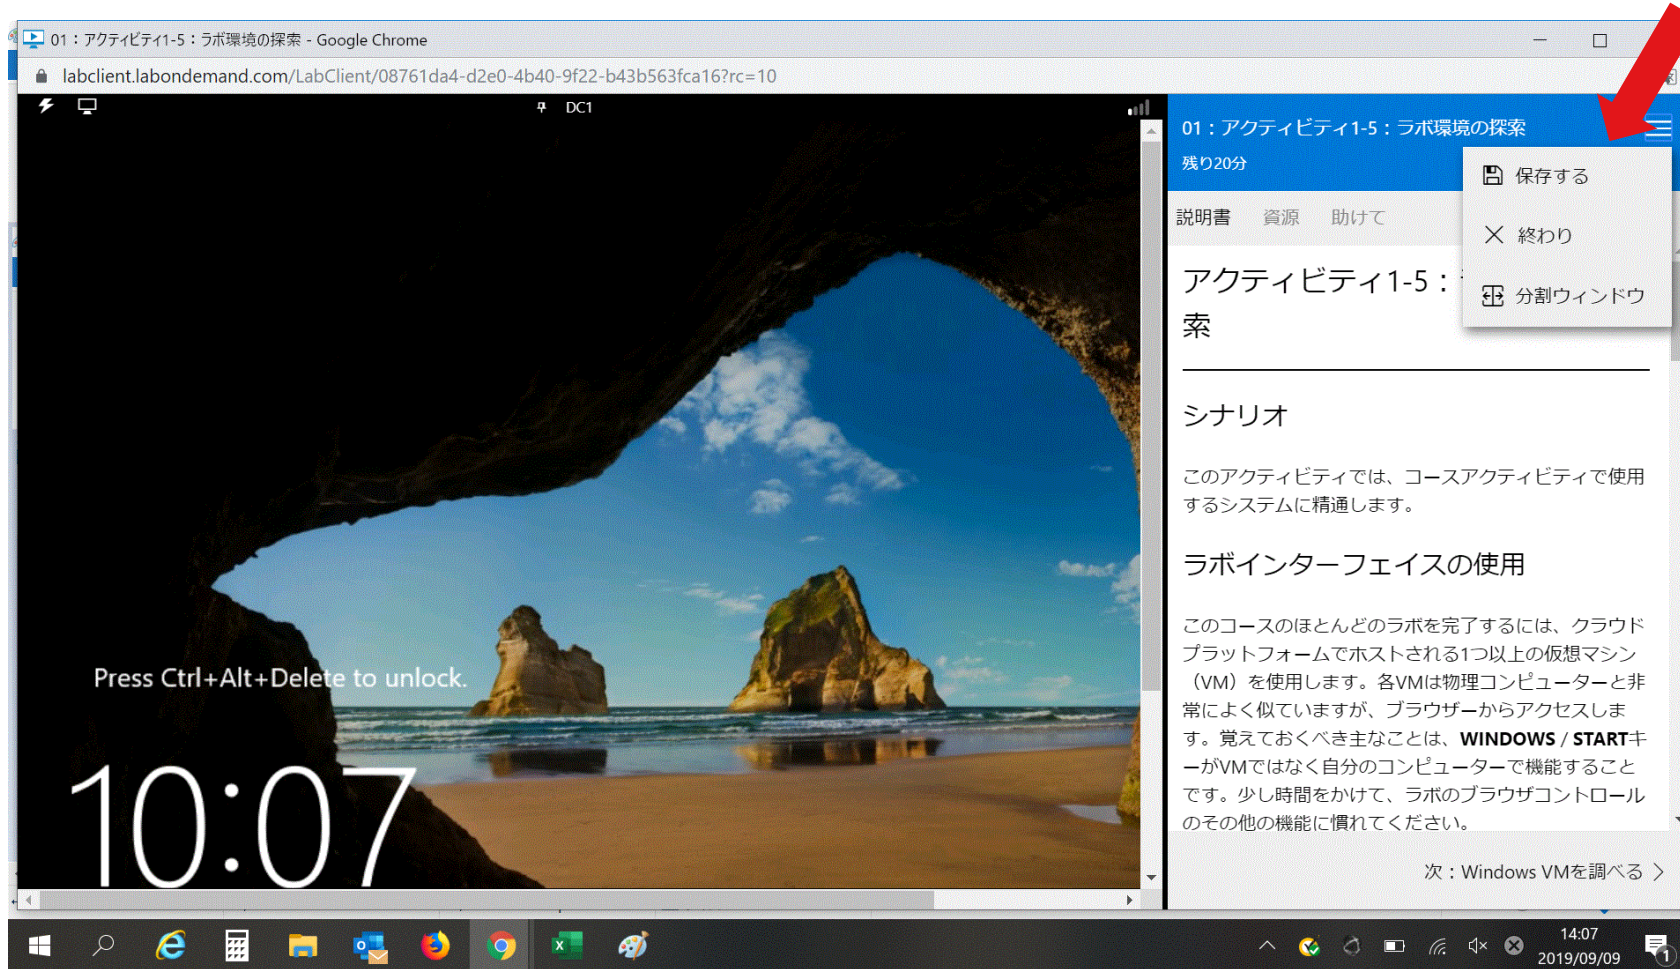 01：アクティビティ1-5：ラボ環境の探索 - Google Chrome
labclient.labondemand.com/LabClient/08761da4-d2e0-4b40-9f22-b43b563fca16?rc=10
DC1
Press Ctrl+Alt+Delete to unlock.
10:07
01：アクティビティ1-5：ラボ環境の探索
残り20分
保存する
終わり
分割ウィンドウ
説明書 資源 助けて
アクティビティ1-5：
索
シナリオ
このアクティビティでは、コースアクティビティで使用
するシステムに精通します。
ラボインターフェイスの使用
このコースのほとんどのラボを完了するには、クラウド
プラットフォームでホストされる1つ以上の仮想マシン
（VM）を使用します。各VMは物理コンピューターと非
常によく似ていますが、ブラウザーからアクセスしま
す。覚えておくべき主なことは、WINDOWS / STARTキ
ーがVMではなく自分のコンピューターで機能すること
です。少し時間をかけて、ラボのブラウザコントロール
のその他の機能に慣れてください。
次：Windows VMを調べる
14:07
2019/09/09
1